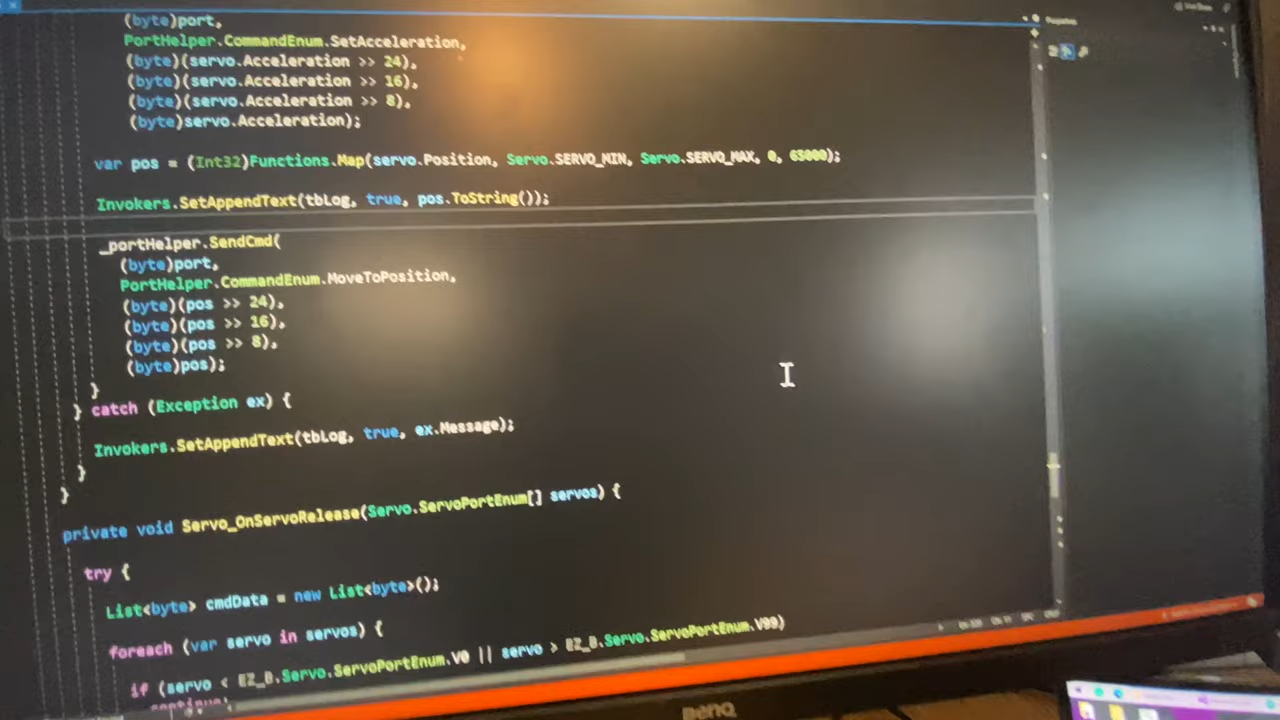 (byte)port,
PortHelper.CommandEnum.SetAcceleration,
(byte)(servo.Acceleration >> 24),
(byte)(servo.Acceleration >> 16),
(byte)(servo.Acceleration >> 8),
(byte)servo.Acceleration);
var pos = (Int32)Functions.Map(servo.Position, Servo.SERVO_MIN, Servo.SERVO_MAX, 0, 65000);
Invokers.SetAppendText(tbLog, true, pos.ToString());
_portHelper.SendCmd(
(byte)port,
PortHelper.CommandEnum.MoveToPosition,
(byte)(pos >> 24),
(byte)(pos >> 16),
(byte)(pos >> 8),
(byte)pos);
}
} catch (Exception ex) {
Invokers.SetAppendText(tbLog, true, ex.Message);
}
}
private void Servo_OnServoRelease(Servo.ServoPortEnum[] servos) {
try {
List<byte> cmdData = new List<byte>();
foreach (var servo in servos) {
if (servo < EZ_B.Servo.ServoPortEnum.V0 || servo > EZ_B.Servo.ServoPortEnum.V99)
continue;
Properties
Live Share
BenQ